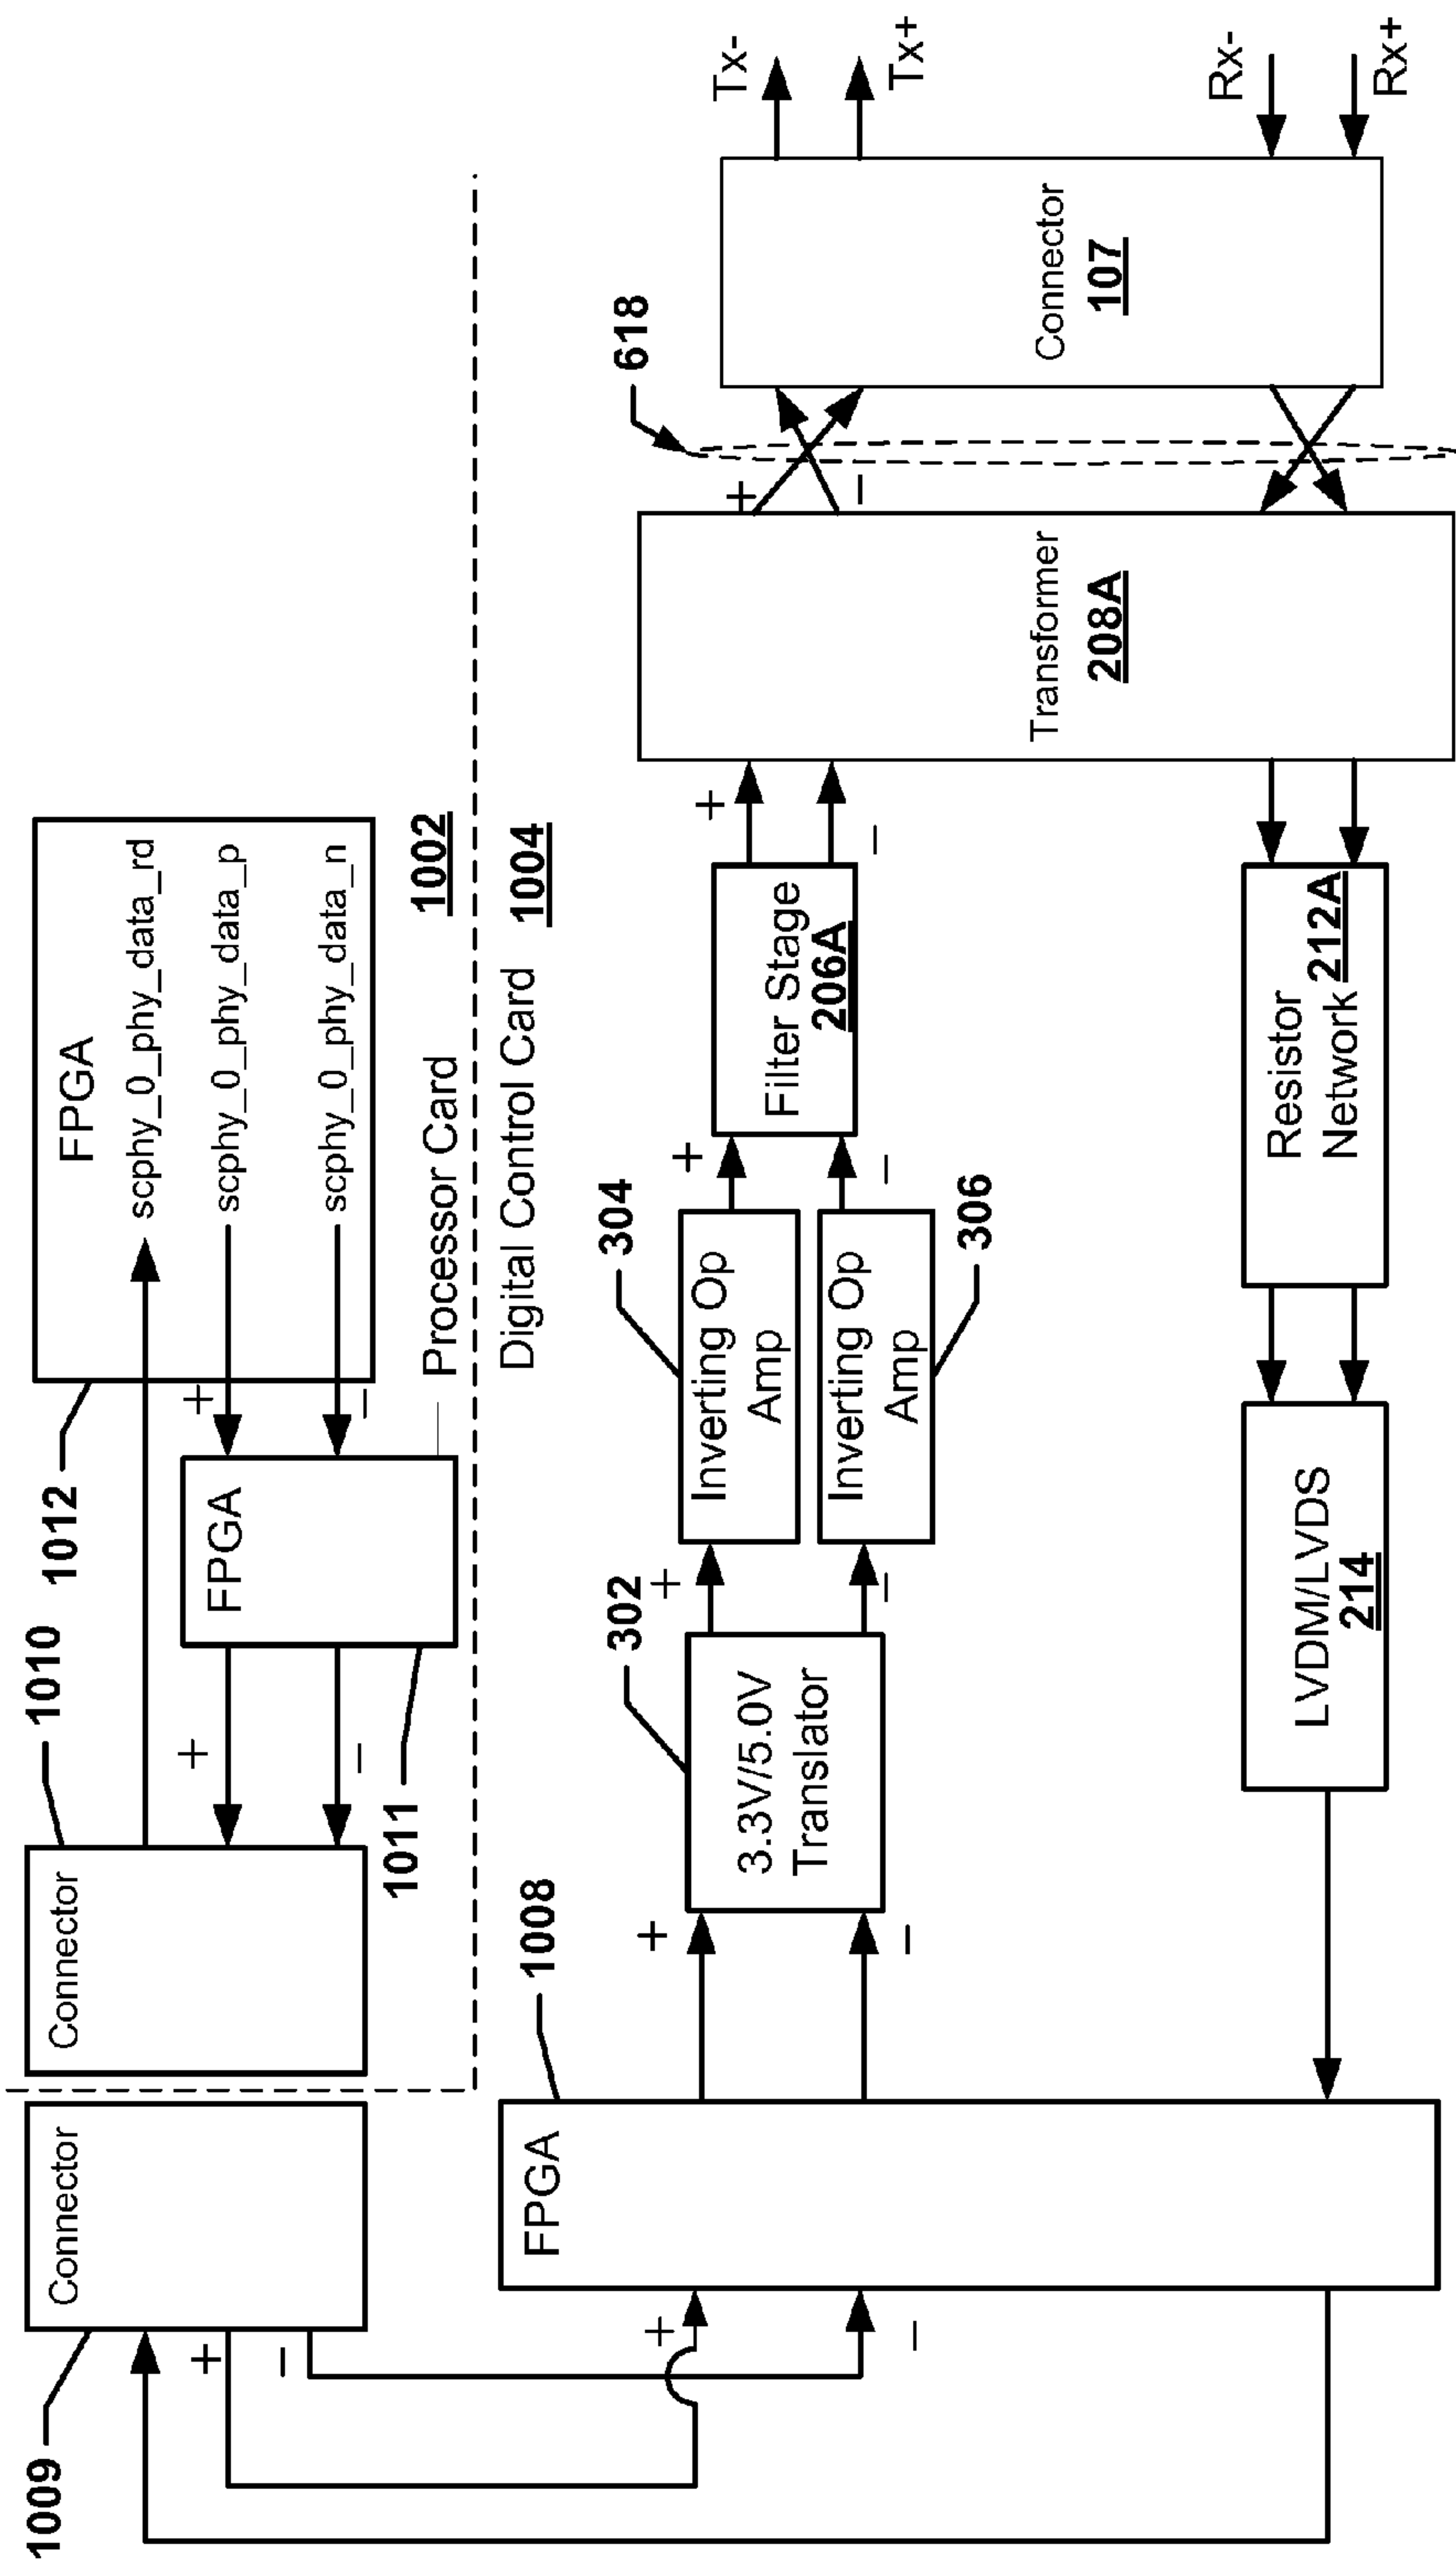 1009
Connector
+
−
Connector
1010
+
−
1011
FPGA
+
−
1012
FPGA
scphy_0_phy_data_rd
scphy_0_phy_data_p
scphy_0_phy_data_n
Processor Card
1002
Digital Control Card
1004
+
−
FPGA
1008
+
−
3.3V/5.0V
Translator
302
+
−
Inverting Op
Amp
304
Inverting Op
Amp
306
+
−
Filter Stage
206A
+
−
Transformer
208A
+
−
618
Connector
107
Tx-
Tx+
Rx-
Rx+
LVDM/LVDS
214
Resistor
Network
212A